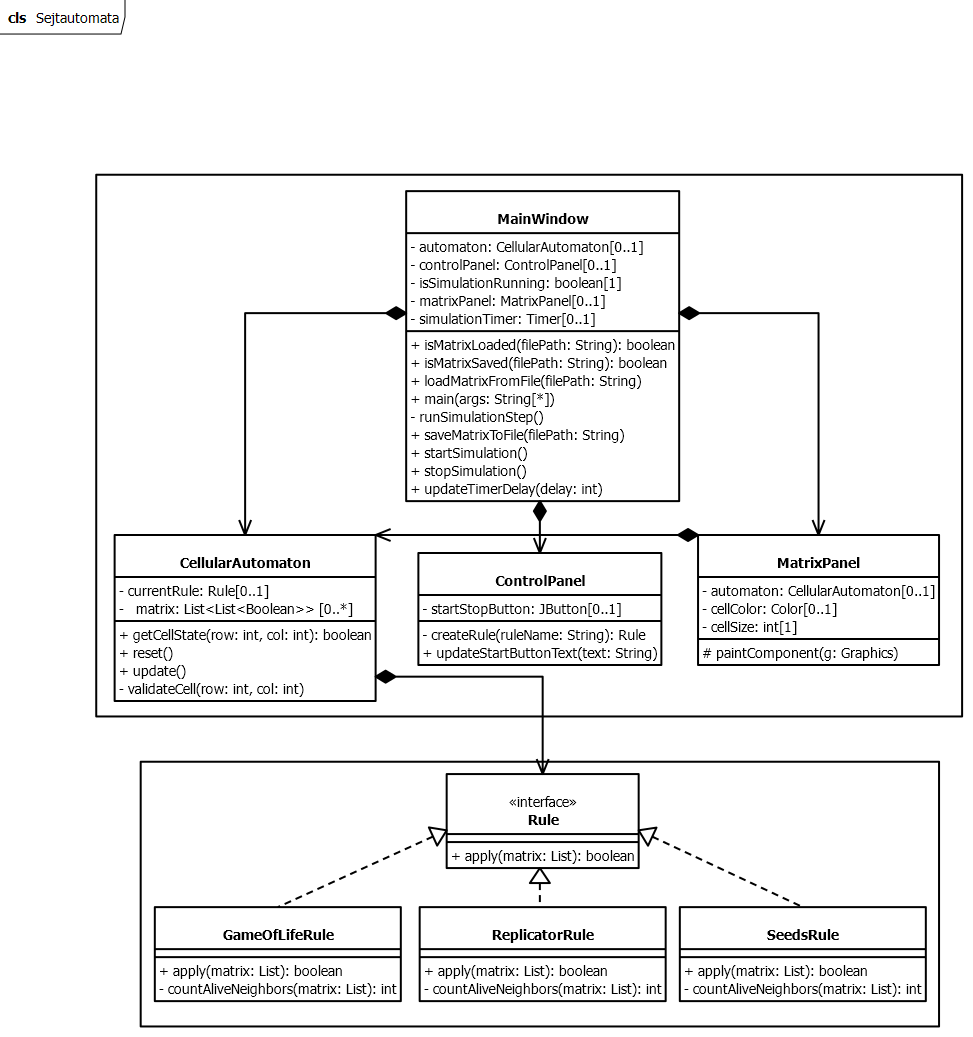 cls Sejtautomata
MainWindow
- automaton: CellularAutomaton[0..1]
- controlPanel: ControlPanel[0..1]
- isSimulationRunning: boolean[1]
- matrixPanel: MatrixPanel[0..1]
- simulationTimer: Timer[0..1]
+ isMatrixLoaded(filePath: String): boolean
+ isMatrixSaved(filePath: String): boolean
+ loadMatrixFromFile(filePath: String)
+ main(args: String[*])
- runSimulationStep()
+ saveMatrixToFile(filePath: String)
+ startSimulation()
+ stopSimulation()
+ updateTimerDelay(delay: int)
CellularAutomaton
- currentRule: Rule[0..1]
- matrix: List<List<Boolean>> [0..*]
+ getCellState(row: int, col: int): boolean
+ reset()
+ update()
- validateCell(row: int, col: int)
ControlPanel
- startStopButton: JButton[0..1]
- createRule(ruleName: String): Rule
+ updateStartButtonText(text: String)
MatrixPanel
- automaton: CellularAutomaton[0..1]
- cellColor: Color[0..1]
- cellSize: int[1]
# paintComponent(g: Graphics)
«interface»
Rule
+ apply(matrix: List): boolean
GameOfLifeRule
+ apply(matrix: List): boolean
- countAliveNeighbors(matrix: List): int
ReplicatorRule
+ apply(matrix: List): boolean
- countAliveNeighbors(matrix: List): int
SeedsRule
+ apply(matrix: List): boolean
- countAliveNeighbors(matrix: List): int